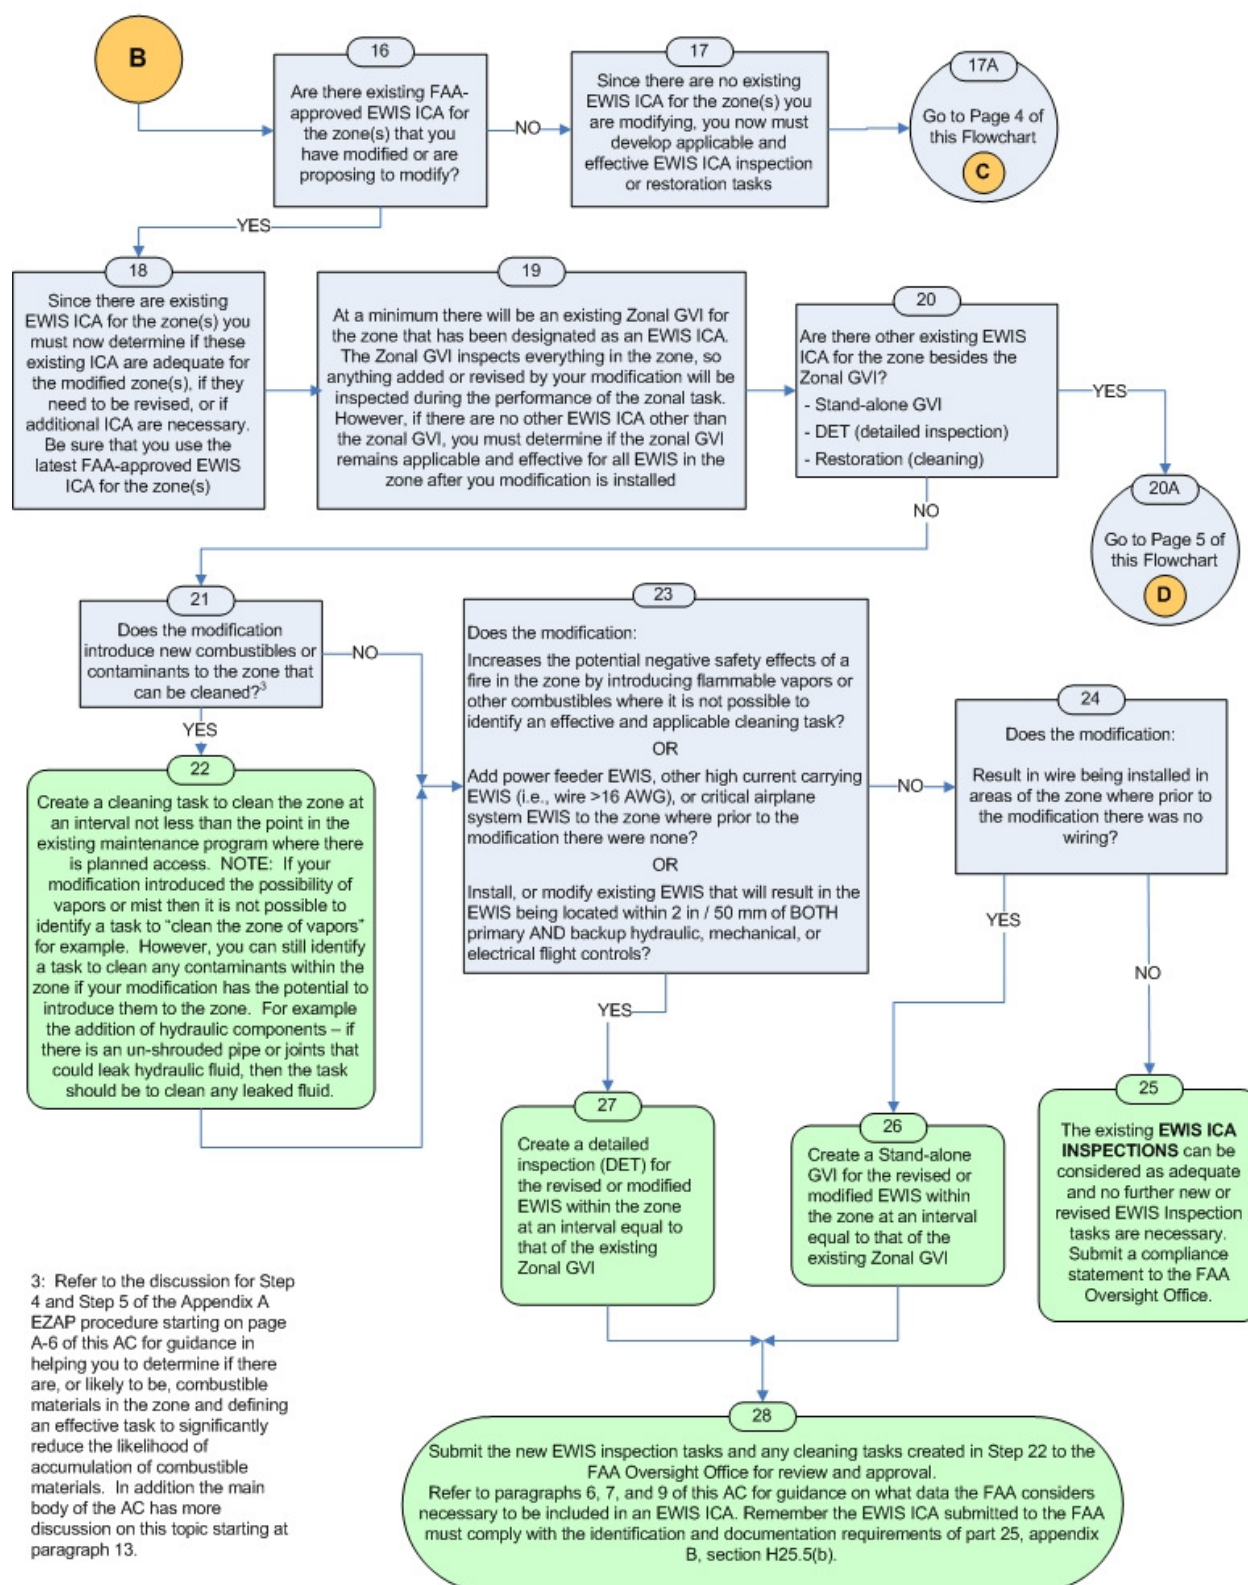 B
16
Are there existing FAA-
approved EWIS ICA for
the zone(s) that you
have modified or are
proposing to modify?
NO
17
Since there are no existing
EWIS ICA for the zone(s) you
are modifying, you now must
develop applicable and
effective EWIS ICA inspection
or restoration tasks
17A
Go to Page 4 of
this Flowchart
C
YES
18
Since there are existing
EWIS ICA for the zone(s) you
must now determine if these
existing ICA are adequate for
the modified zone(s), if they
need to be revised, or if
additional ICA are necessary.
Be sure that you use the
latest FAA-approved EWIS
ICA for the zone(s)
19
At a minimum there will be an existing Zonal GVI for
the zone that has been designated as an EWIS ICA.
The Zonal GVI inspects everything in the zone, so
anything added or revised by your modification will be
inspected during the performance of the zonal task.
However, if there are no other EWIS ICA other than
the zonal GVI, you must determine if the zonal GVI
remains applicable and effective for all EWIS in the
zone after you modification is installed
20
Are there other existing EWIS
ICA for the zone besides the
Zonal GVI?
- Stand-alone GVI
- DET (detailed inspection)
- Restoration (cleaning)
YES
20A
Go to Page 5 of
this Flowchart
D
NO
21
Does the modification
introduce new combustibles or
contaminants to the zone that
can be cleaned?3
NO
YES
22
Create a cleaning task to clean the zone at
an interval not less than the point in the
existing maintenance program where there
is planned access. NOTE: If your
modification introduced the possibility of
vapors or mist then it is not possible to
identify a task to “clean the zone of vapors”
for example. However, you can still identify
a task to clean any contaminants within the
zone if your modification has the potential to
introduce them to the zone. For example
the addition of hydraulic components – if
there is an un-shrouded pipe or joints that
could leak hydraulic fluid, then the task
should be to clean any leaked fluid.
23
Does the modification:
Increases the potential negative safety effects of a
fire in the zone by introducing flammable vapors or
other combustibles where it is not possible to
identify an effective and applicable cleaning task?
OR
Add power feeder EWIS, other high current carrying
EWIS (i.e., wire >16 AWG), or critical airplane
system EWIS to the zone where prior to the
modification there were none?
OR
Install, or modify existing EWIS that will result in the
EWIS being located within 2 in / 50 mm of BOTH
primary AND backup hydraulic, mechanical, or
electrical flight controls?
NO
24
Does the modification:
Result in wire being installed in
areas of the zone where prior to
the modification there was no
wiring?
YES
NO
YES
27
Create a detailed
inspection (DET) for
the revised or modified
EWIS within the zone
at an interval equal to
that of the existing
Zonal GVI
26
Create a Stand-alone
GVI for the revised or
modified EWIS within
the zone at an interval
equal to that of the
existing Zonal GVI
25
The existing EWIS ICA
INSPECTIONS can be
considered as adequate
and no further new or
revised EWIS Inspection
tasks are necessary.
Submit a compliance
statement to the FAA
Oversight Office.
3: Refer to the discussion for Step
4 and Step 5 of the Appendix A
EZAP procedure starting on page
A-6 of this AC for guidance in
helping you to determine if there
are, or likely to be, combustible
materials in the zone and defining
an effective task to significantly
reduce the likelihood of
accumulation of combustible
materials. In addition the main
body of the AC has more
discussion on this topic starting at
paragraph 13.
28
Submit the new EWIS inspection tasks and any cleaning tasks created in Step 22 to the
FAA Oversight Office for review and approval.
Refer to paragraphs 6, 7, and 9 of this AC for guidance on what data the FAA considers
necessary to be included in an EWIS ICA. Remember the EWIS ICA submitted to the FAA
must comply with the identification and documentation requirements of part 25, appendix
B, section H25.5(b).